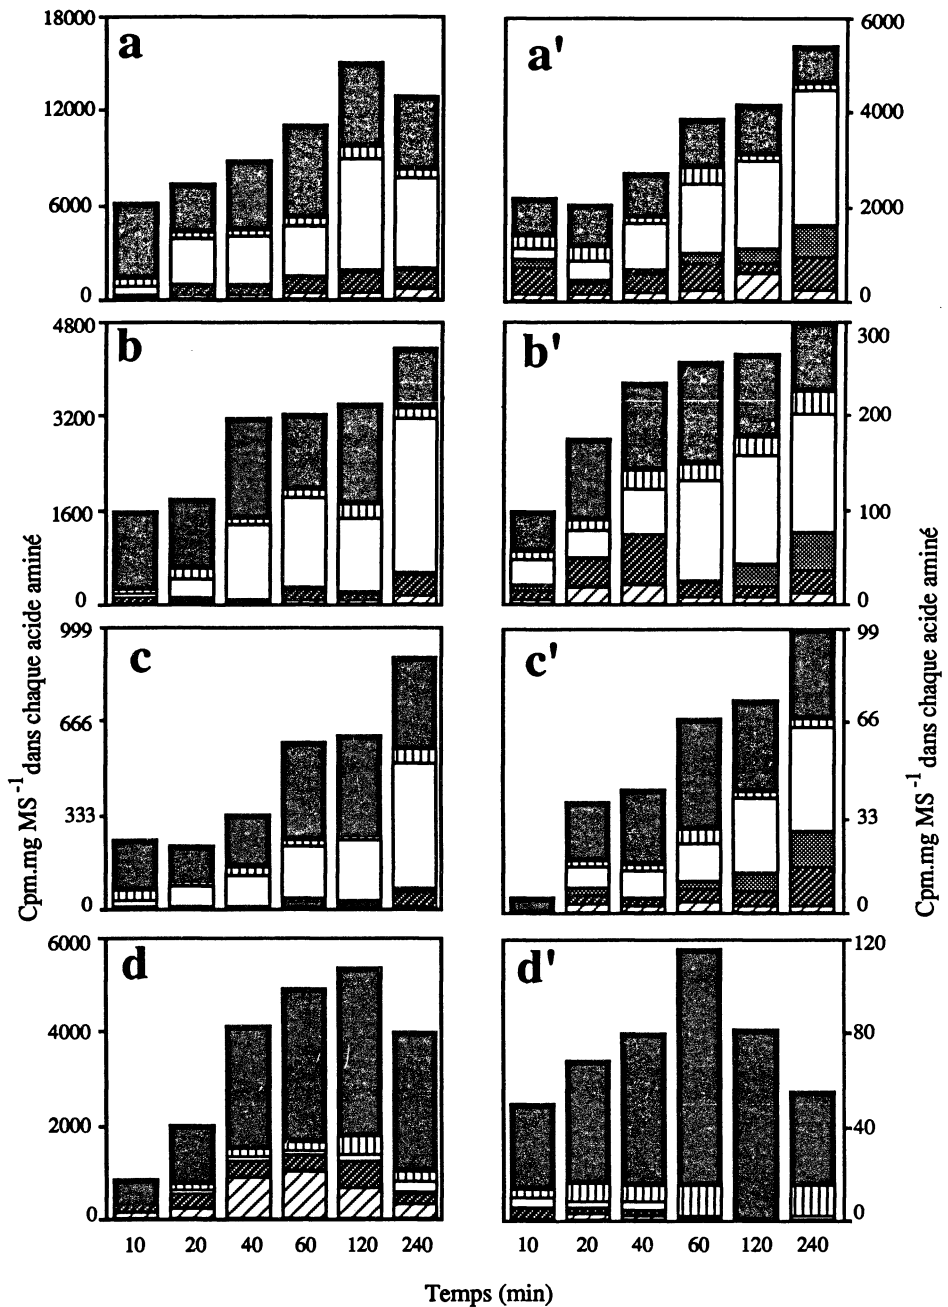 18000
12000
6000
0
a
a'
6000
4000
2000
0
4800
3200
1600
0
b
b'
300
200
100
0
999
666
333
0
c
c'
99
66
33
0
6000
4000
2000
0
d
d'
120
80
40
0
Cpm.mg MS -1 dans chaque acide aminé
Cpm.mg MS -1 dans chaque acide aminé
10 20 40 60 120 240
10 20 40 60 120 240
Temps (min)